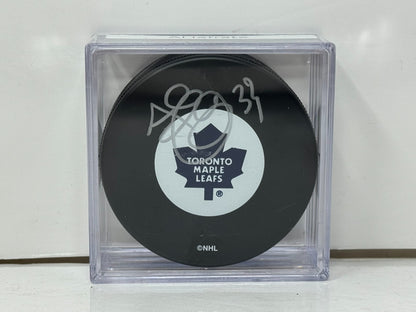 39
TORONTO
MAPLE
LEAFS
®
©NHL